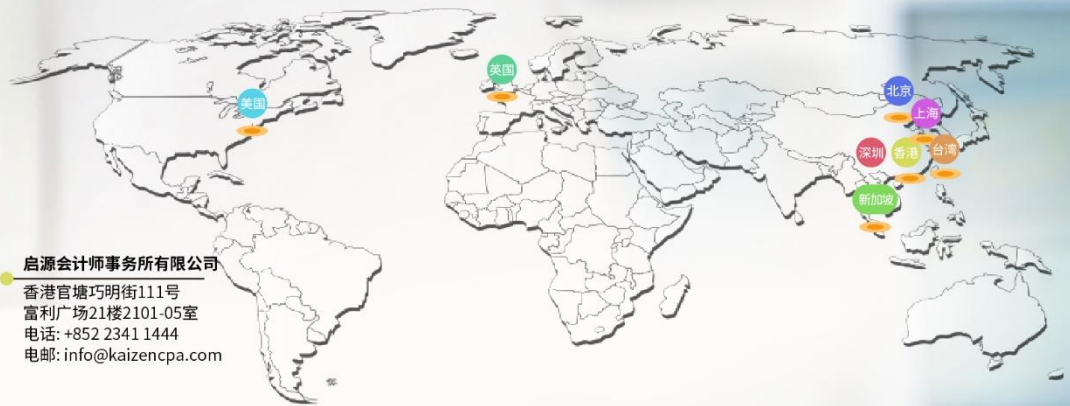 英国
美国
北京
上海
深圳
香港
台湾
新加坡
启源会计师事务所有限公司
香港官塘巧明街111号
富利广场21楼2101-05室
电话: +852 2341 1444
电邮: info@kaizencpa.com